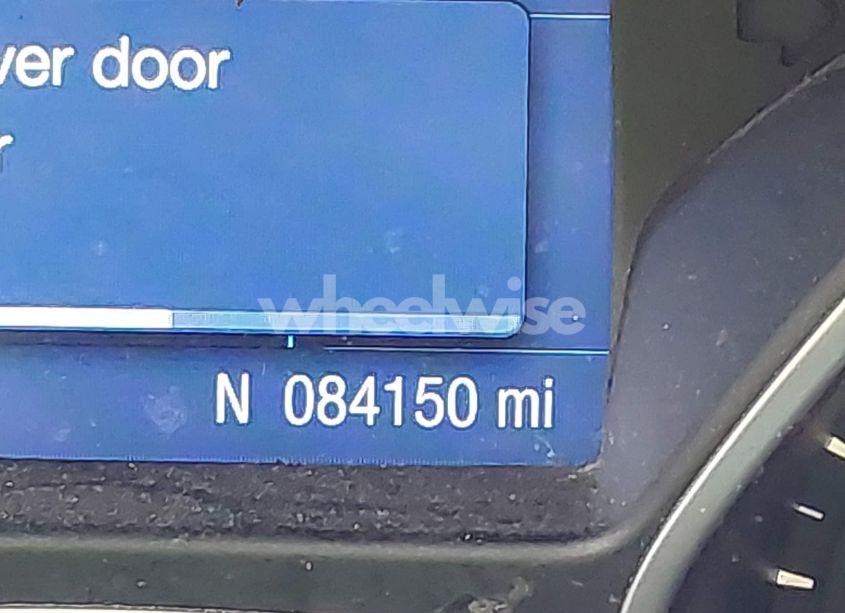 ver door
r
wheelwise
N 084150 mi